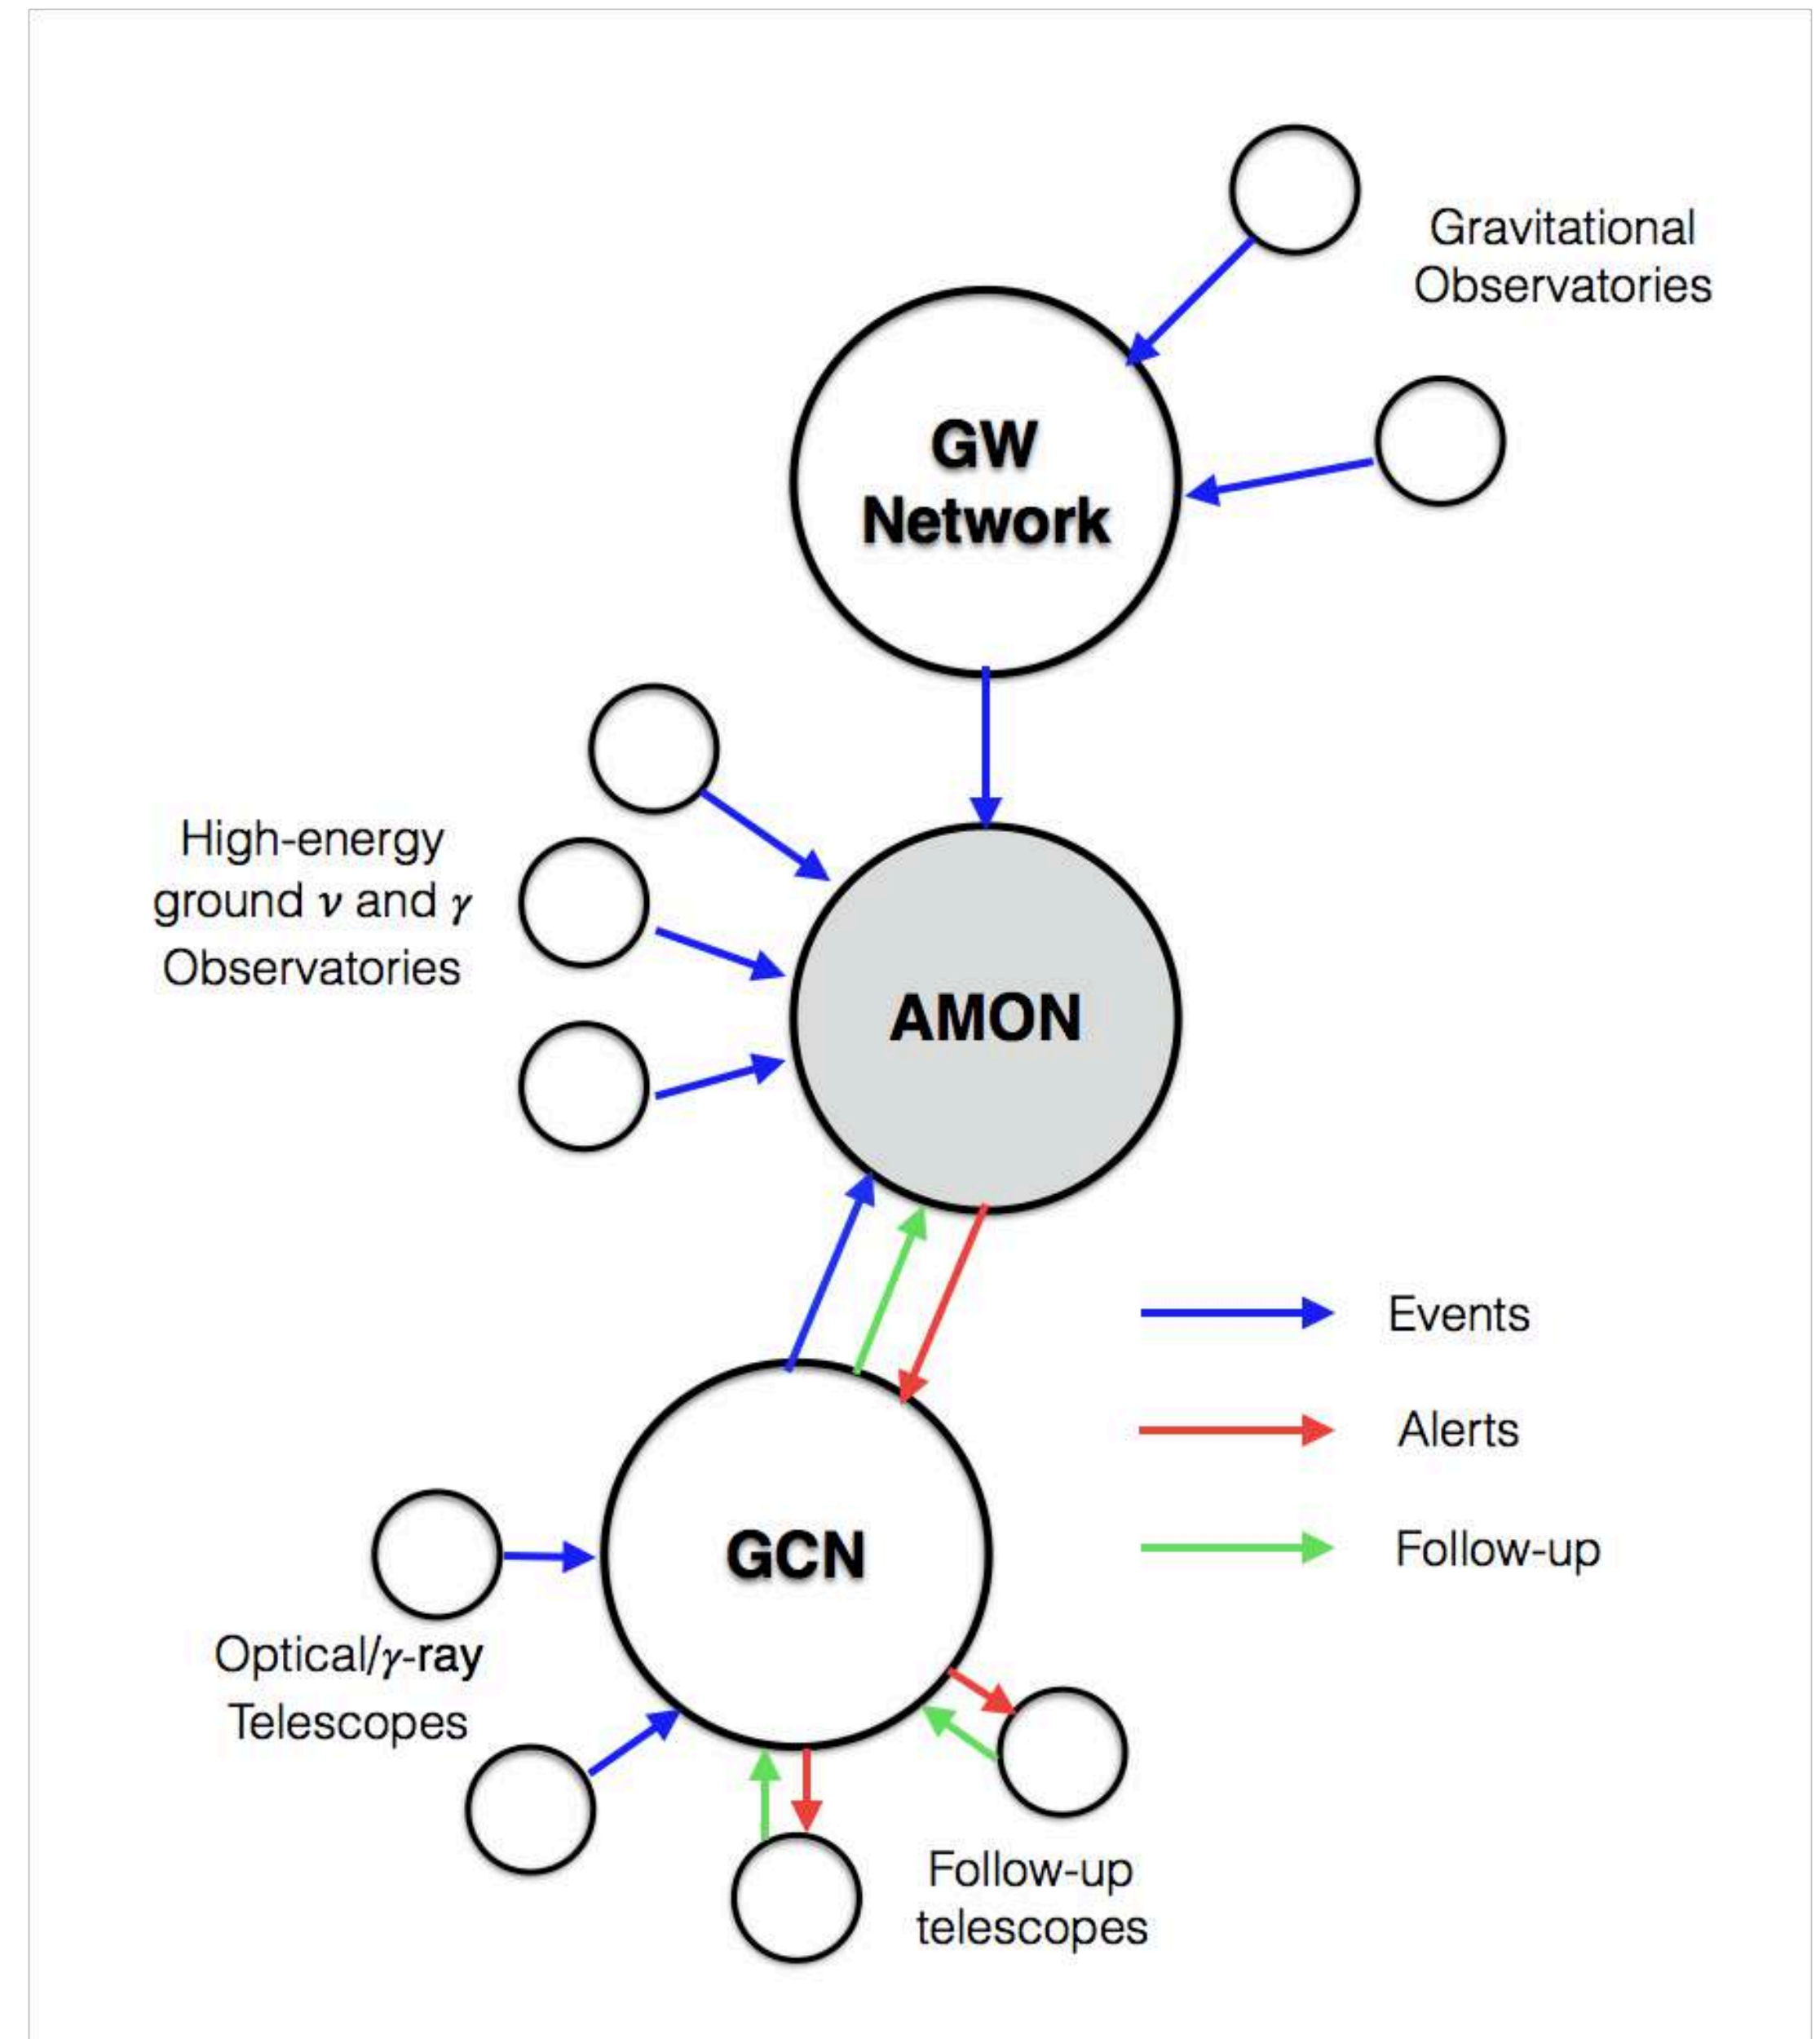 Gravitational
Observatories
GW
Network
High-energy
ground ν and γ
Observatories
AMON
Events
Alerts
Follow-up
GCN
Optical/γ-ray
Telescopes
Follow-up
telescopes